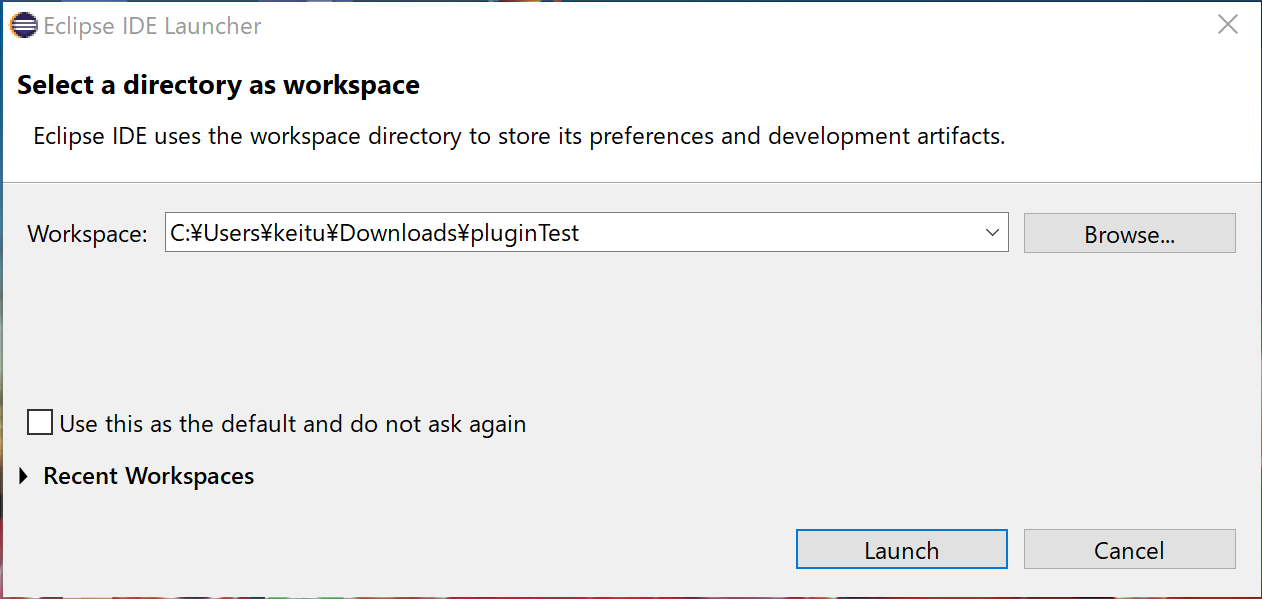 Eclipse IDE Launcher
Select a directory as workspace
Eclipse IDE uses the workspace directory to store its preferences and development artifacts.
Workspace: C:¥Users¥keitu¥Downloads¥pluginTest Browse...
Use this as the default and do not ask again
Recent Workspaces
Launch Cancel